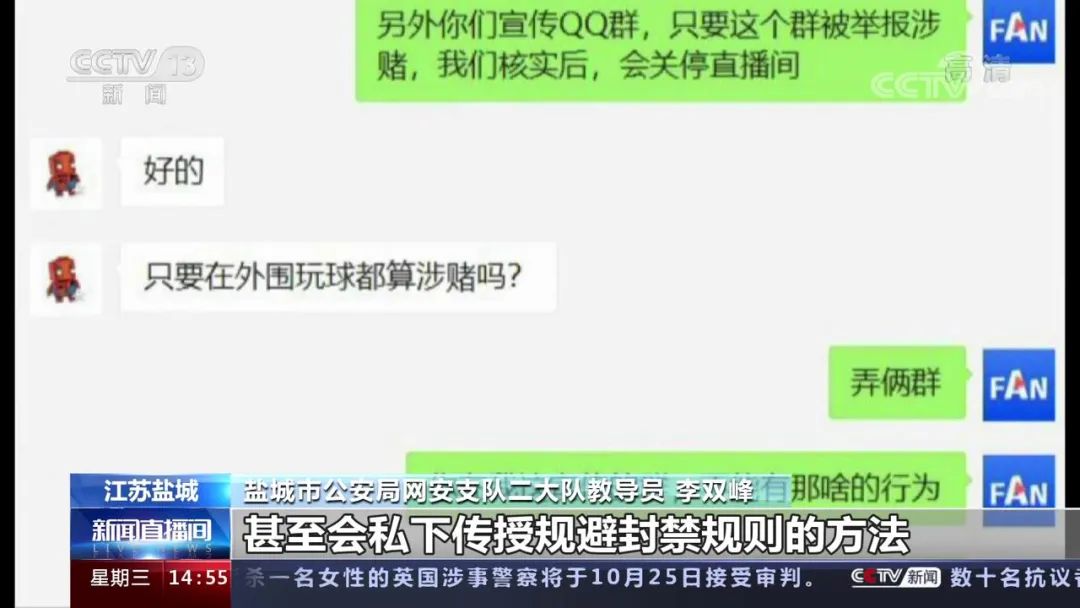 另外你们宣传QQ群，只要这个群被举报涉
赌，我们核实后，会关停直播间
FAN
CCTV 13
新闻
高清
CCTV
好的
只要在外围玩球都算涉赌吗?
弄俩群
FAN
有那啥的行为
FAN
江苏盐城
盐城市公安局网安支队二大队教导员 李双峰
新闻直播间
LIVE NEWS
甚至会私下传授规避封禁规则的方法
星期三 14:55
杀一名女性的英国涉事警察将于10月25日接受审判。 CCTV新闻 数十名抗议者